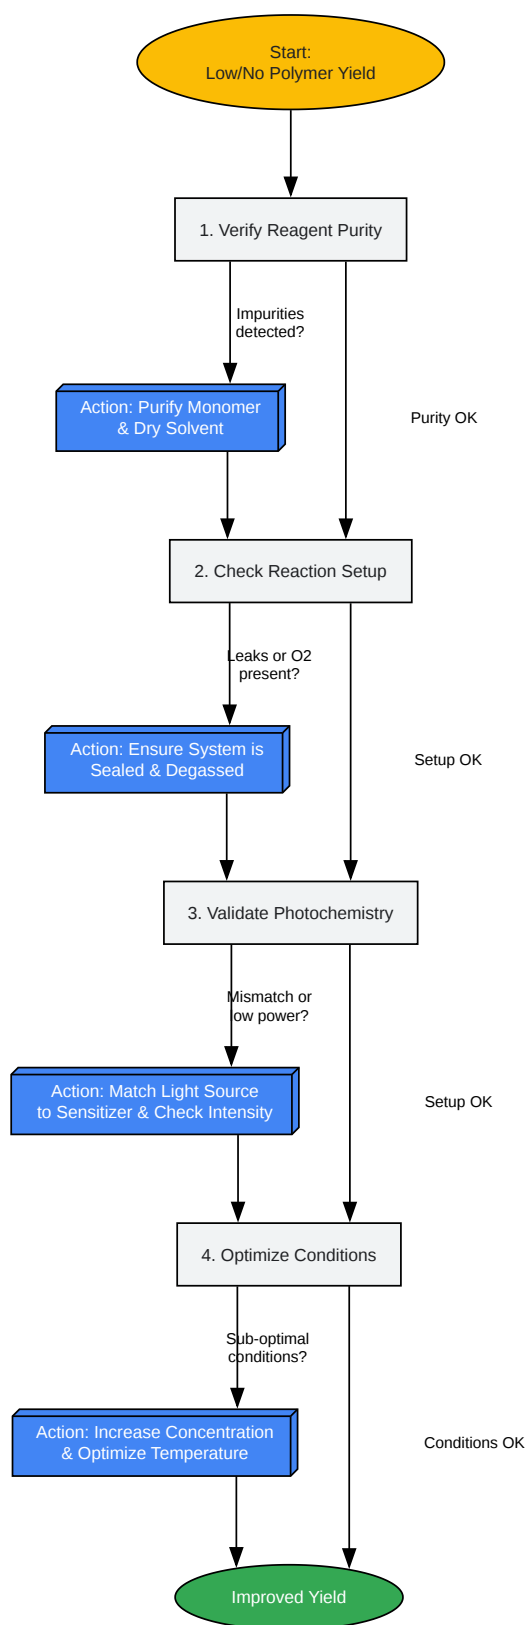 Start:
Low/No Polymer Yield
1. Verify Reagent Purity
Impurities
detected?
Action: Purify Monomer
& Dry Solvent
Purity OK
2. Check Reaction Setup
Leaks or O2
present?
Action: Ensure System is
Sealed & Degassed
Setup OK
3. Validate Photochemistry
Mismatch or
low power?
Action: Match Light Source
to Sensitizer & Check Intensity
Setup OK
4. Optimize Conditions
Sub-optimal
conditions?
Action: Increase Concentration
& Optimize Temperature
Conditions OK
Improved Yield